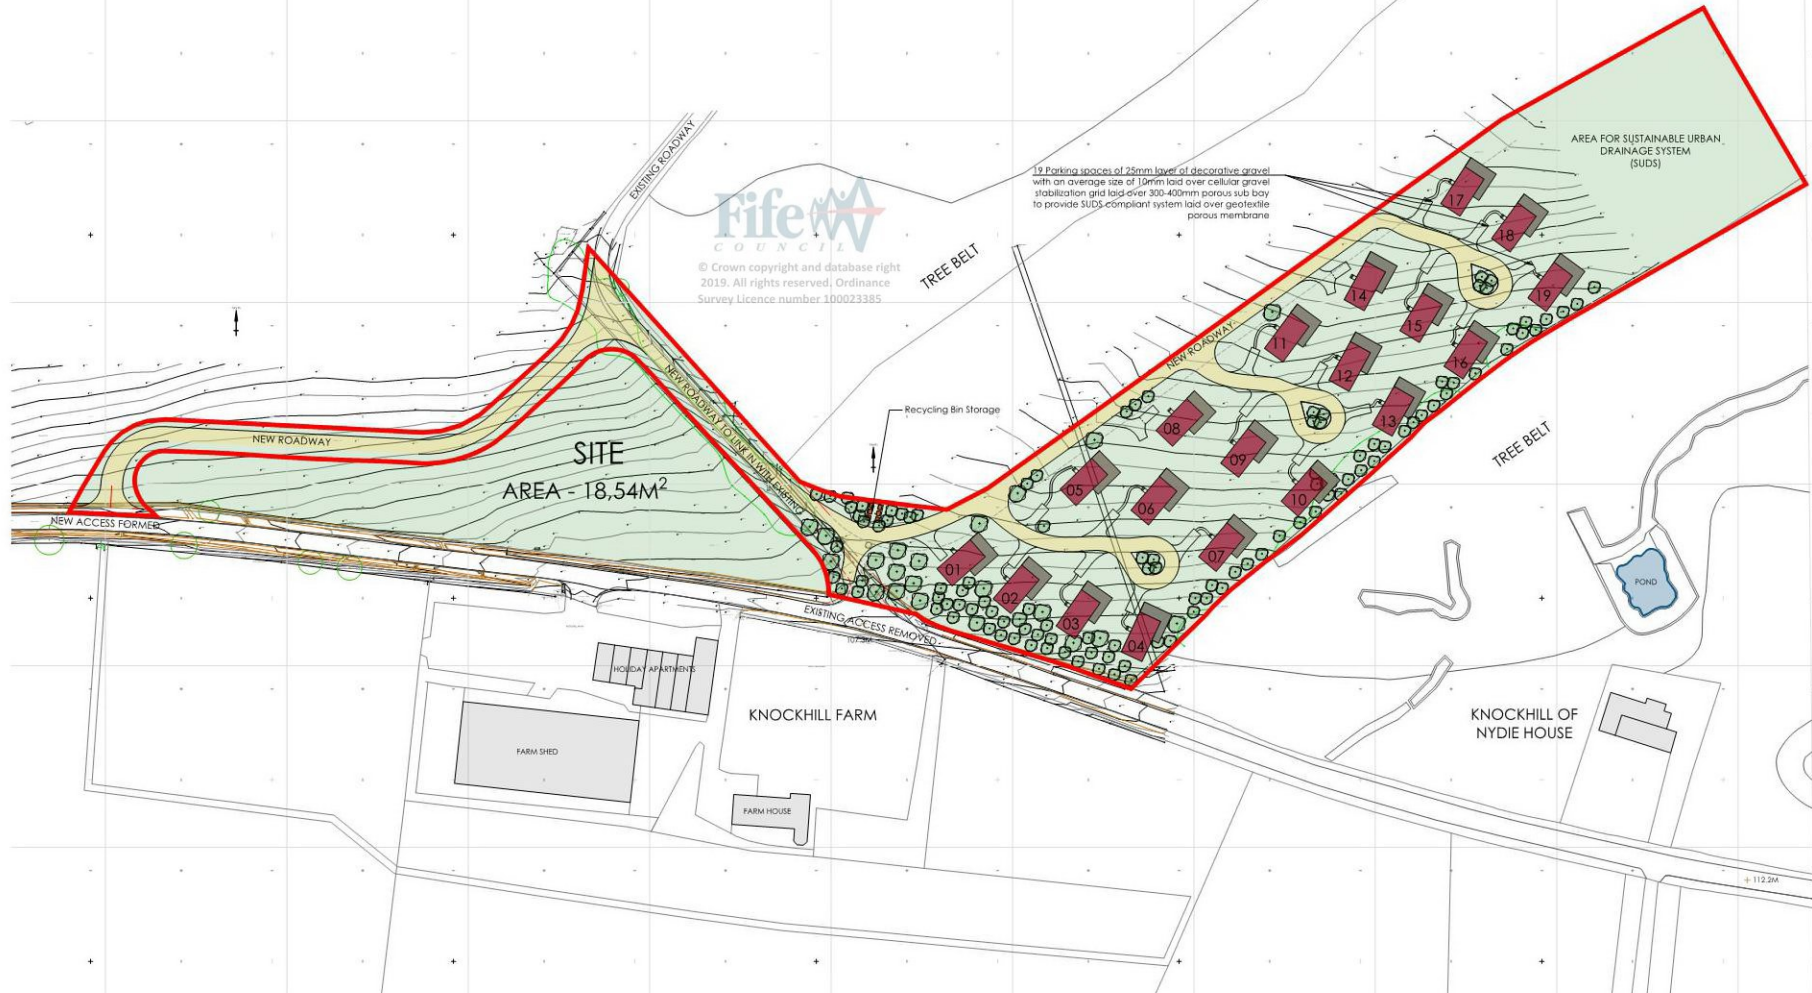 AREA FOR SUSTAINABLE URBAN
DRAINAGE SYSTEM
(SUDS)
EXISTING ROADWAY
19 Parking spaces of 25mm layer of decorative gravel
with an average size of 10mm laid over cellular gravel
stabilization grid laid over 300-400mm porous sub bay
to provide SUDS compliant system laid over geotextile
porous membrane
Fife
COUNCIL
© Crown copyright and database right
2019. All rights reserved. Ordnance
Survey Licence number 100023385
TREE BELT
17
18
19
14
15
16
11
12
13
NEW ROADWAY
08
09
10
05
06
07
01
02
03
04
Recycling Bin Storage
NEW ROADWAY TO LINK IN WITH EXISTING
NEW ROADWAY
SITE
AREA - 18,54M²
TREE BELT
NEW ACCESS FORMED
POND
EXISTING ACCESS REMOVED
HOLIDAY APARTMENTS
KNOCKHILL FARM
KNOCKHILL OF
NYDIE HOUSE
FARM SHED
FARM HOUSE
+ 112.2M